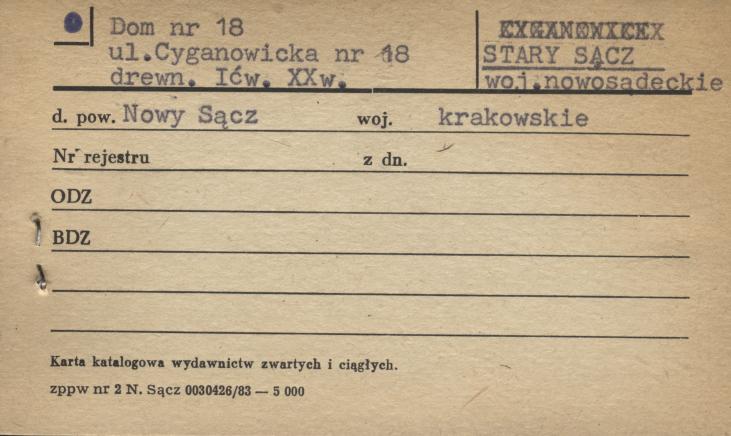 Dom nr 18
ul.Cyganowicka nr 18
drewn. Ićw. XXw.
CYGANOWICE
STARY SĄCZ
woj.nowosądeckie
d. pow. Nowy Sącz woj. krakowskie
Nr rejestru z dn.
ODZ
BDZ
Karta katalogowa wydawnictw zwartych i ciągłych.
zppw nr 2 N. Sącz 0030426/83 — 5 000